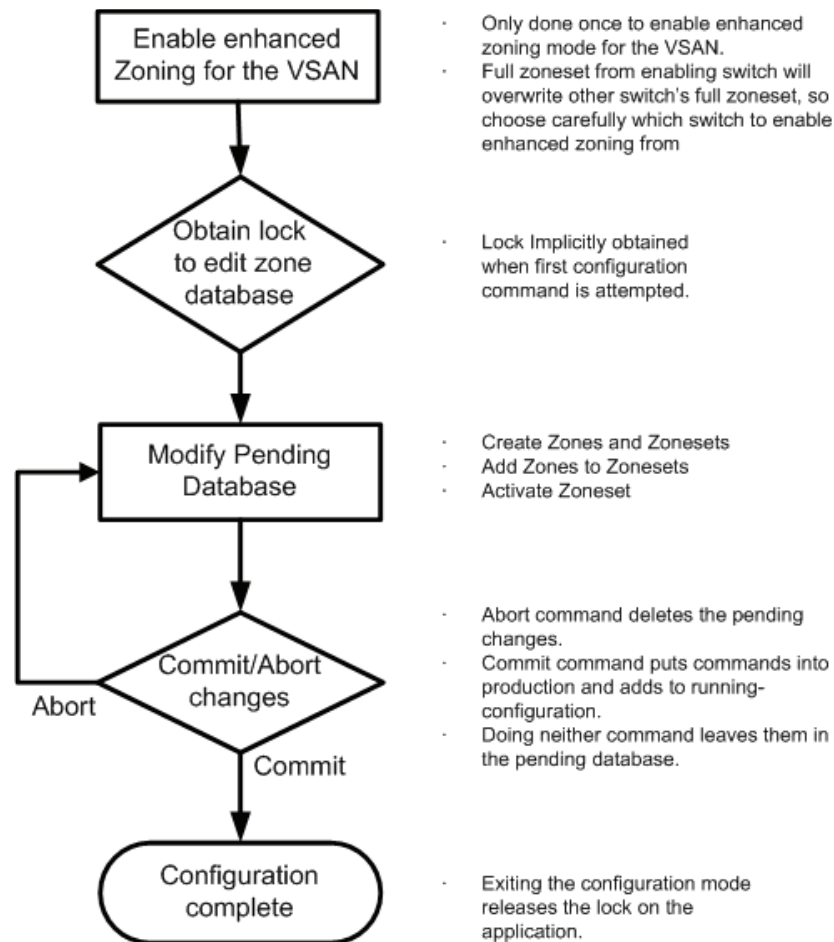 Enable enhanced
Zoning for the VSAN
· Only done once to enable enhanced
zoning mode for the VSAN.
· Full zoneset from enabling switch will
overwrite other switch's full zoneset, so
choose carefully which switch to enable
enhanced zoning from
Obtain lock
to edit zone
database
· Lock Implicitly obtained
when first configuration
command is attempted.
Modify Pending
Database
· Create Zones and Zonesets
· Add Zones to Zonesets
· Activate Zoneset
Commit/Abort
changes
Abort
Commit
· Abort command deletes the pending
changes.
· Commit command puts commands into
production and adds to running-
configuration.
· Doing neither command leaves them in
the pending database.
Configuration
complete
· Exiting the configuration mode
releases the lock on the
application.